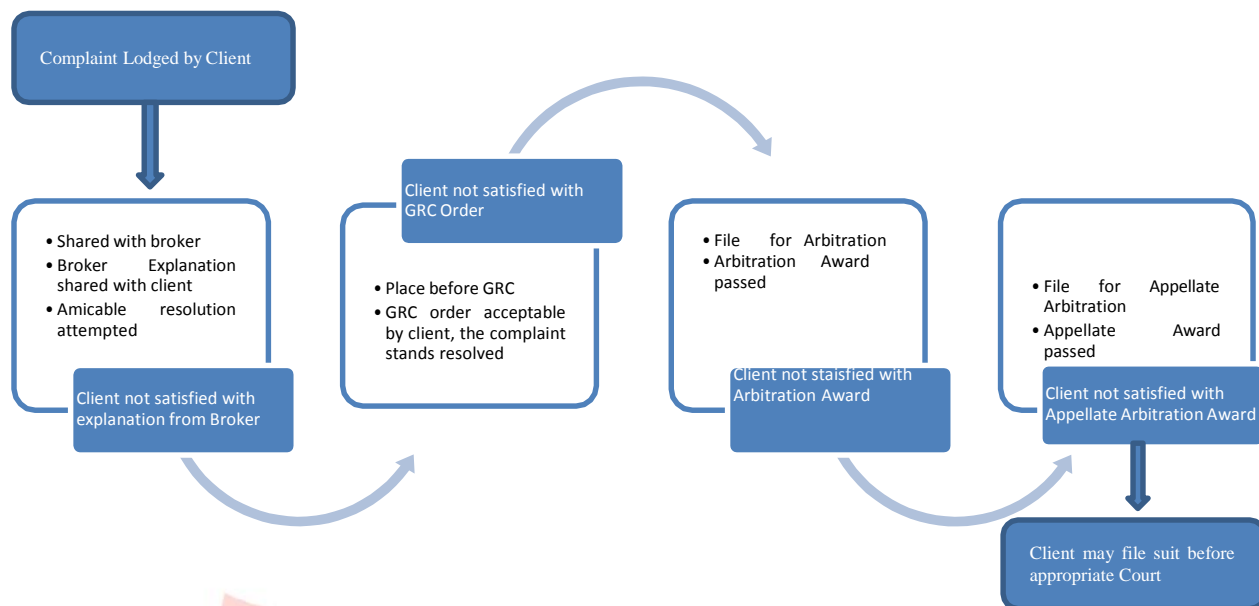 Complaint Lodged by Client
• Shared with broker
• Broker Explanation
shared with client
• Amicable resolution
attempted
Client not satisfied with
explanation from Broker
Client not satisfied with
GRC Order
• Place before GRC
• GRC order acceptable
by client, the complaint
stands resolved
• File for Arbitration
• Arbitration Award
passed
Client not staisfied with
Arbitration Award
• File for Appellate
Arbitration
• Appellate Award
passed
Client not satisfied with
Appellate Arbitration Award
Client may file suit before
appropriate Court